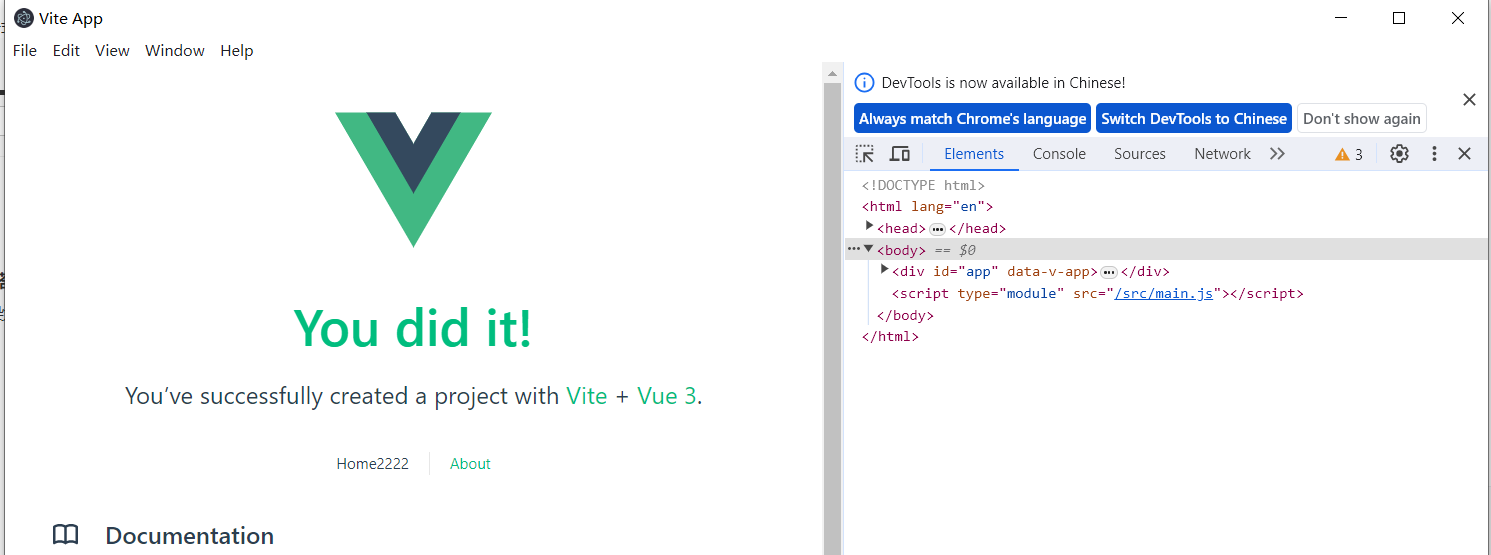 Vite App
File Edit View Window Help
You did it!
You’ve successfully created a project with Vite + Vue 3.
Home2222 About
Documentation
DevTools is now available in Chinese!
Always match Chrome's language Switch DevTools to Chinese Don't show again
Elements Console Sources Network 3
<!DOCTYPE html>
<html lang="en">
<head> </head>
<body> == $0
<div id="app" data-v-app> </div>
<script type="module" src="/src/main.js"></script>
</body>
</html>